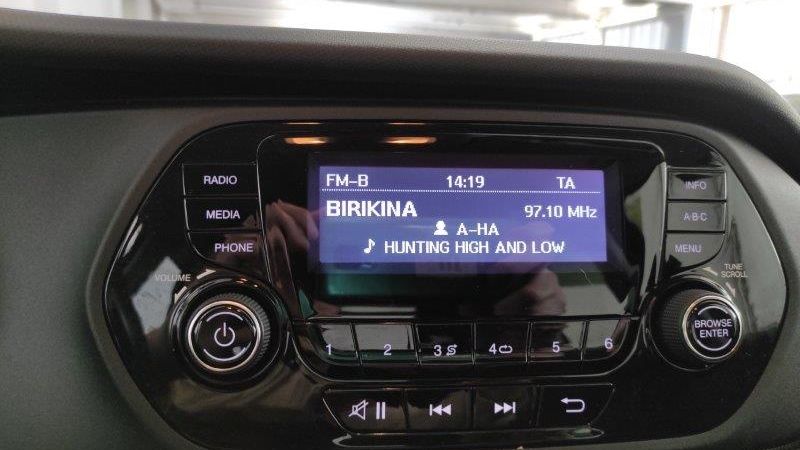 FM-B 14:19 TA
BIRIKINA 97.10 MHz
A-HA
HUNTING HIGH AND LOW
RADIO
MEDIA
PHONE
VOLUME
INFO
A·B·C
MENU
TUNE
SCROLL
BROWSE
ENTER
1 2 3 4 5 6